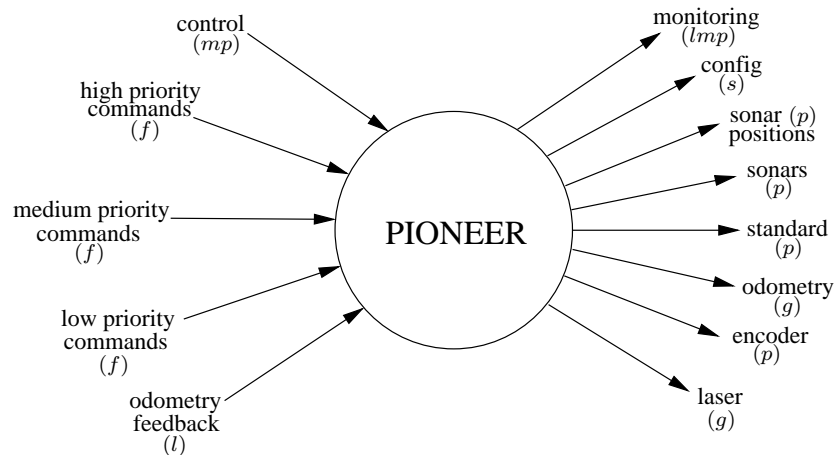 control
(mp)
high priority
commands
(f)
medium priority
commands
(f)
low priority
commands
(f)
odometry
feedback
(l)
PIONEER
monitoring
(lmp)
config
(s)
sonar (p)
positions
sonars
(p)
standard
(p)
odometry
(g)
encoder
(p)
laser
(g)